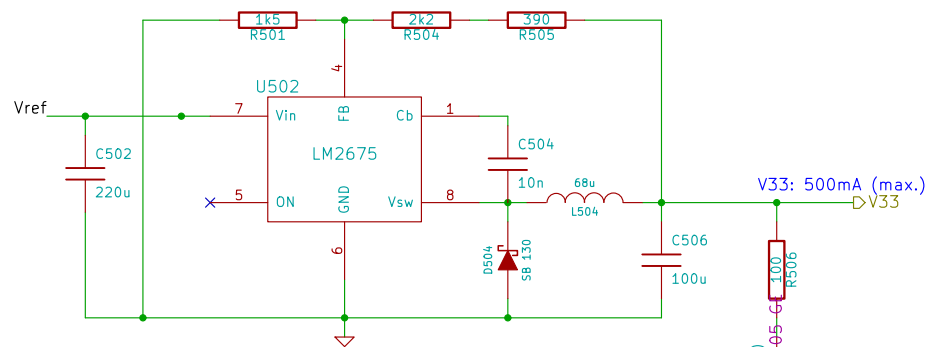 1k5
R501
2k2
R504
390
R505
4
U502
Vref
7
Vin
FB
Cb
1
C502
220u
LM2675
C504
10n
68u
L504
5
ON
GND
Vsw
8
V33: 500mA (max.)
V33
6
D504
SB 130
C506
100u
100
R506
05 GE